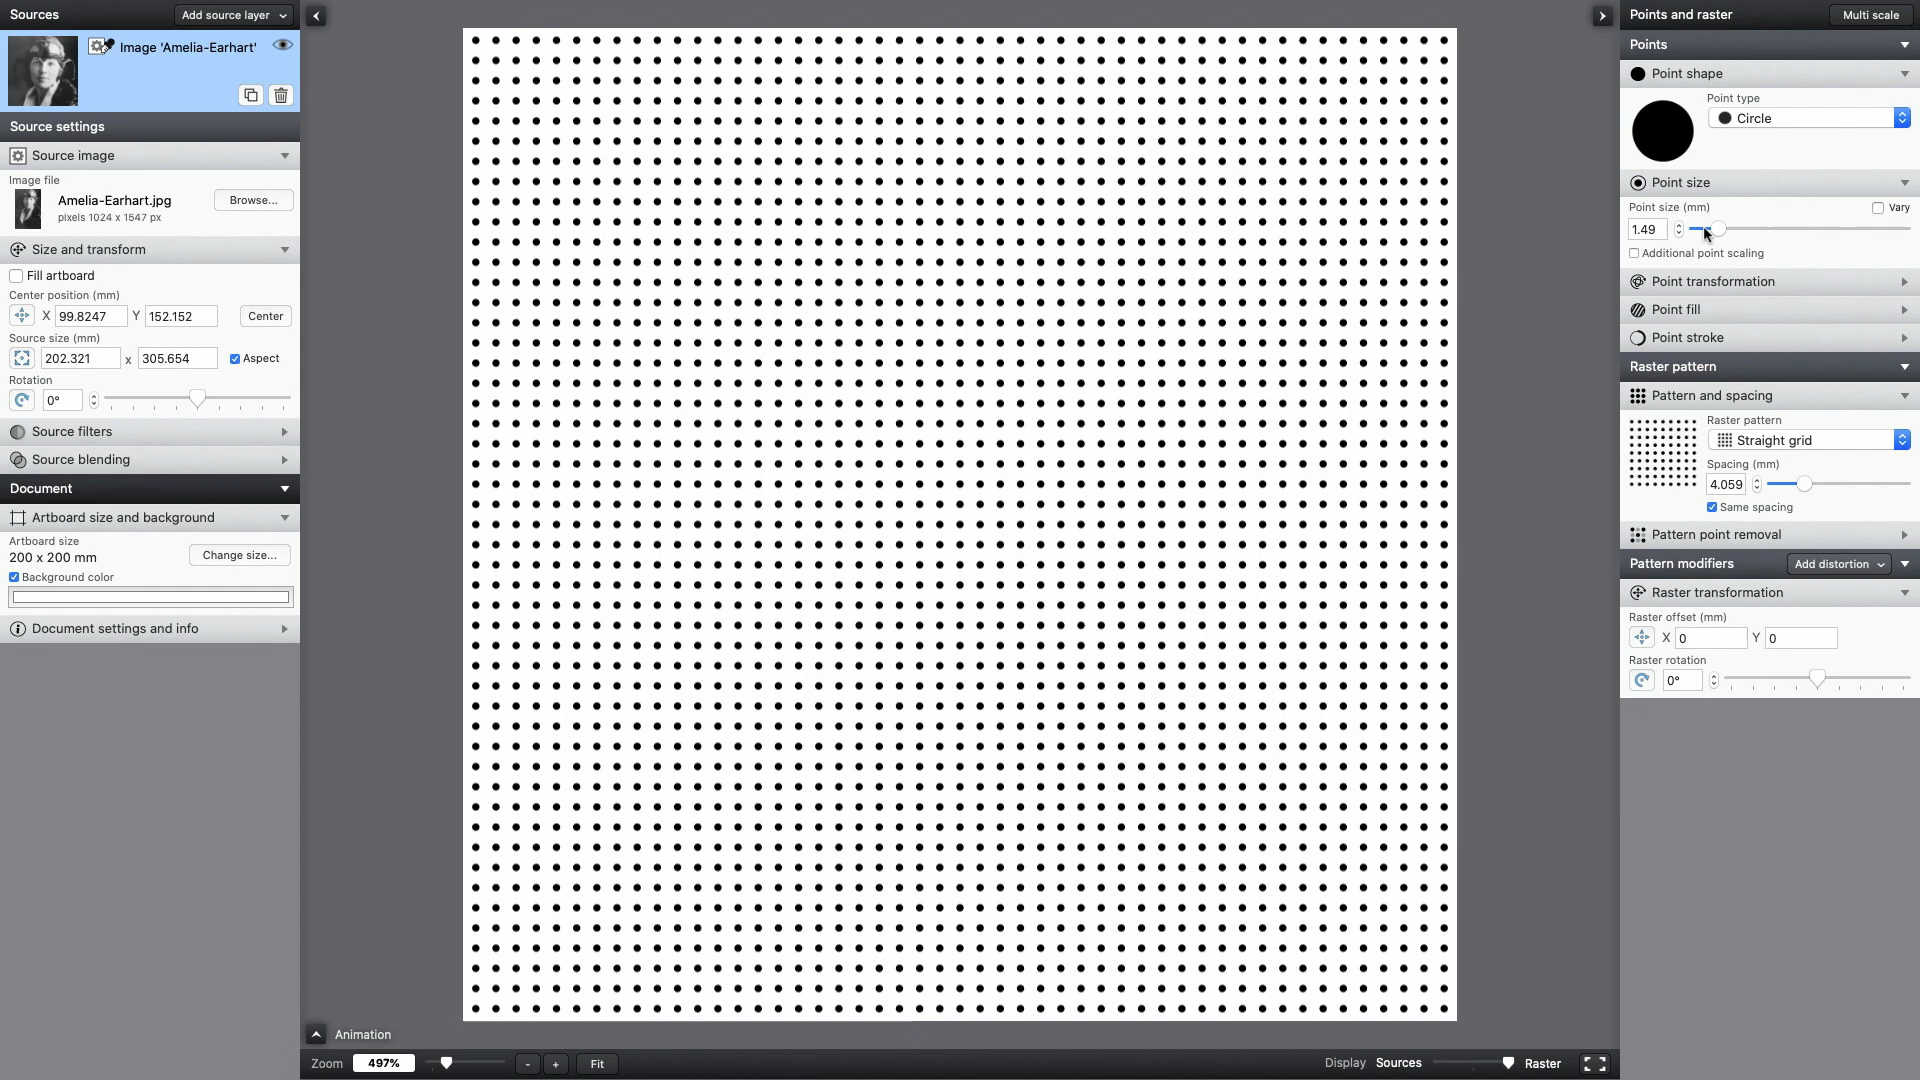 Sources
Add source layer
Image 'Amelia-Earhart'
Source settings
Source image
Image file
Amelia-Earhart.jpg
Browse...
pixels 1024 x 1547 px
Size and transform
Fill artboard
Center position (mm)
X 99.8247 Y 152.152 Center
Source size (mm)
202.321 x 305.654 Aspect
Rotation
0°
Source filters
Source blending
Document
Artboard size and background
Artboard size
200 x 200 mm
Change size...
Background color
Document settings and info
Animation
Zoom 497% - + Fit
Display Sources Raster
Points and raster
Multi scale
Points
Point shape
Point type
Circle
Point size
Point size (mm)
Vary
1.49
Additional point scaling
Point transformation
Point fill
Point stroke
Raster pattern
Pattern and spacing
Raster pattern
Straight grid
Spacing (mm)
4.059
Same spacing
Pattern point removal
Pattern modifiers
Add distortion
Raster transformation
Raster offset (mm)
X 0 Y 0
Raster rotation
0°